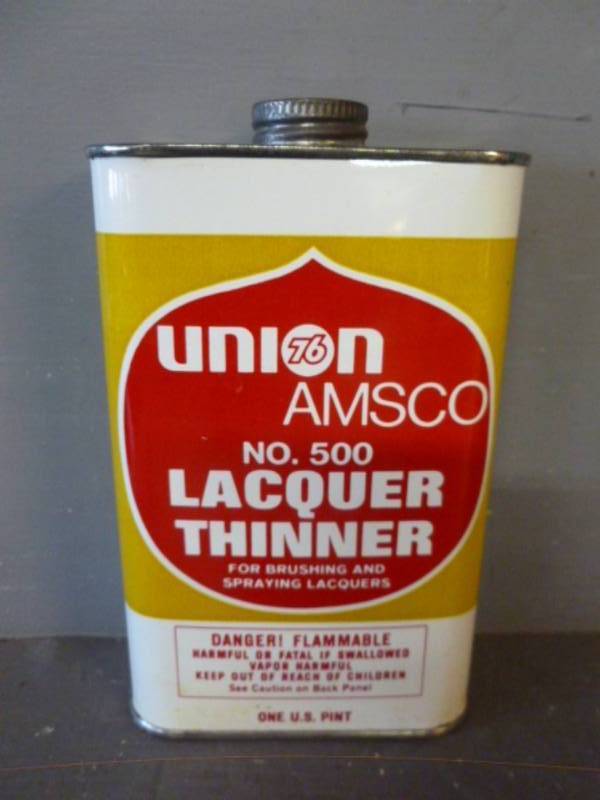 UNION 76
AMSCO
NO. 500
LACQUER
THINNER
FOR BRUSHING AND
SPRAYING LACQUERS
DANGER! FLAMMABLE
HARMFUL OR FATAL IF SWALLOWED
VAPOR HARMFUL
KEEP OUT OF REACH OF CHILDREN
See Caution on Back Panel
ONE U.S. PINT